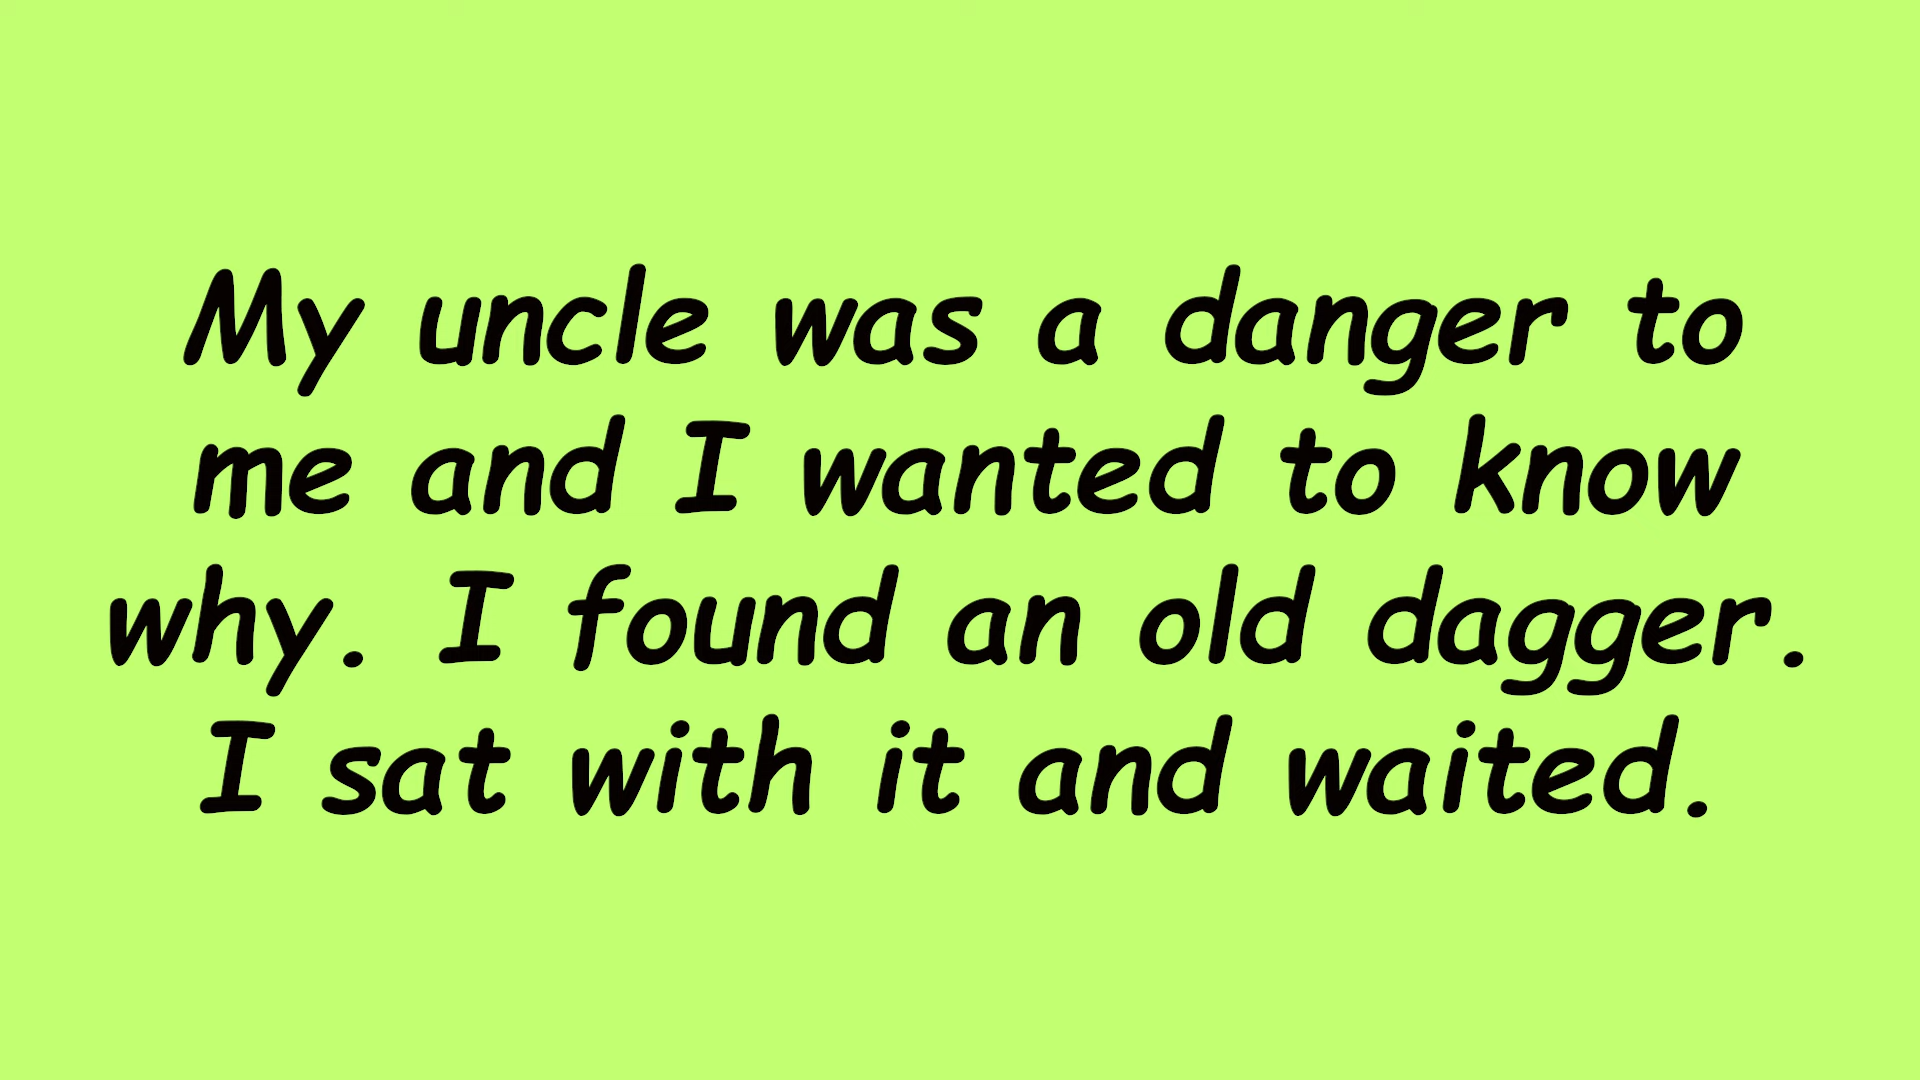 My uncle was a danger to
me and I wanted to know
why. I found an old dagger.
I sat with it and waited.